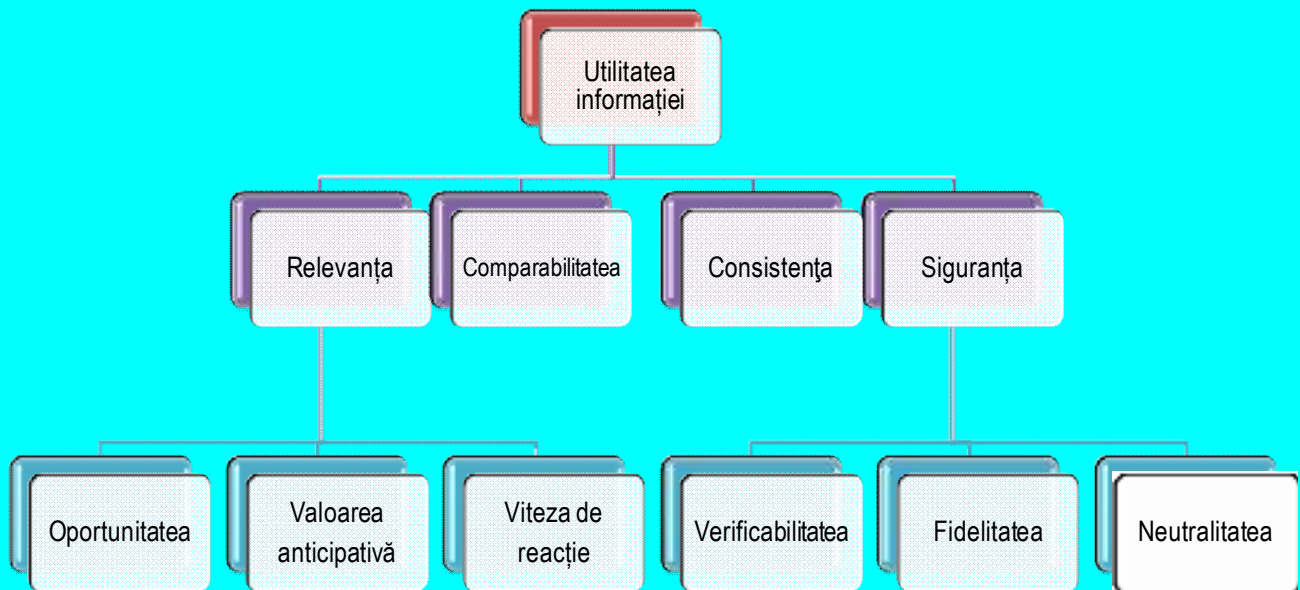 Utilitatea
informației
Relevanța
Comparabilitatea
Consistenţa
Siguranța
Oportunitatea
Valoarea
anticipativă
Viteza de
reacție
Verificabilitatea
Fidelitatea
Neutralitatea